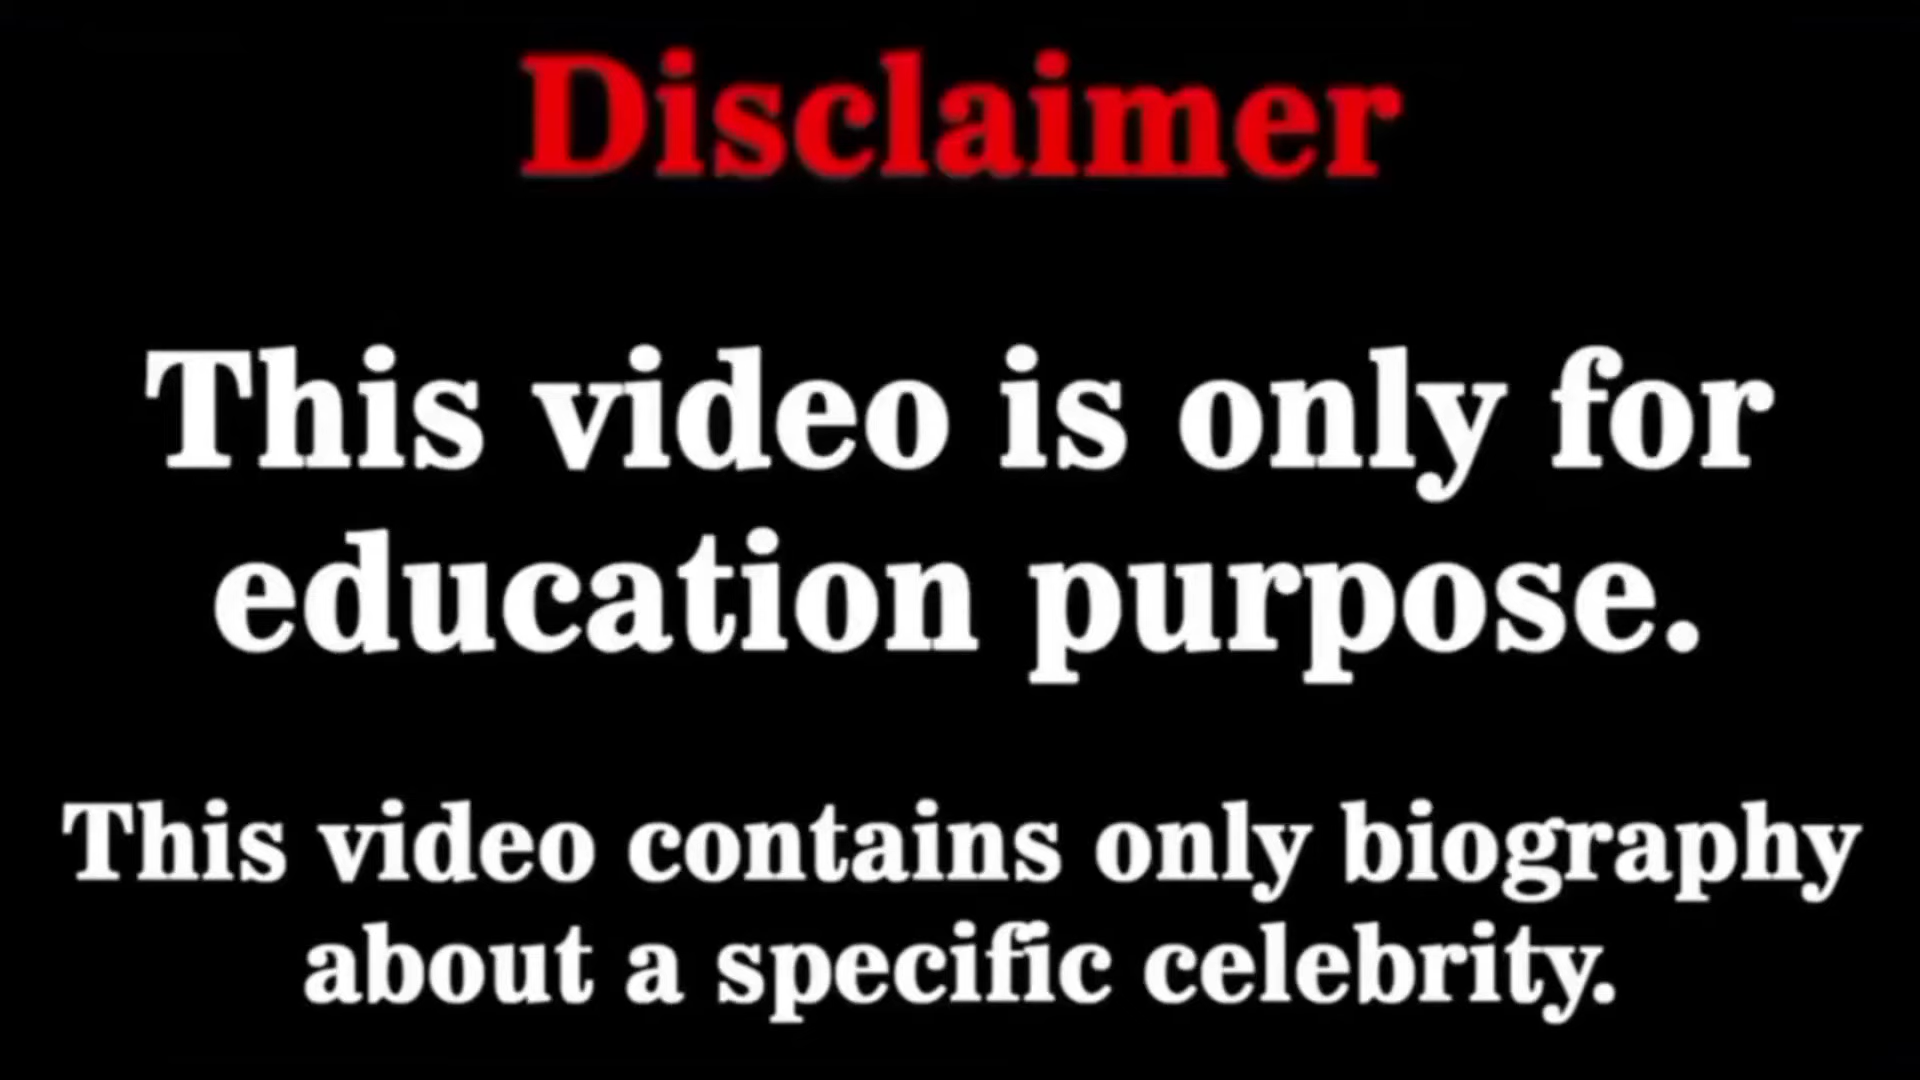 Disclaimer
This video is only for
education purpose.
This video contains only biography
about a specific celebrity.